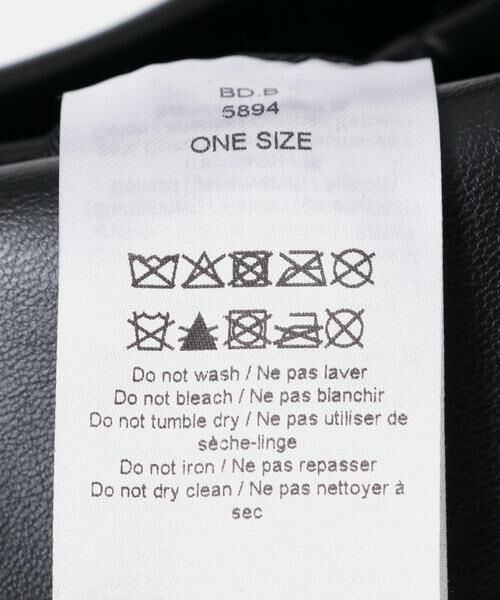 BD.B
5894
ONE SIZE
Do not wash / Ne pas laver
Do not bleach / Ne pas blanchir
Do not tumble dry / Ne pas utiliser de
sèche-linge
Do not iron / Ne pas repasser
Do not dry clean / Ne pas nettoyer à
sec